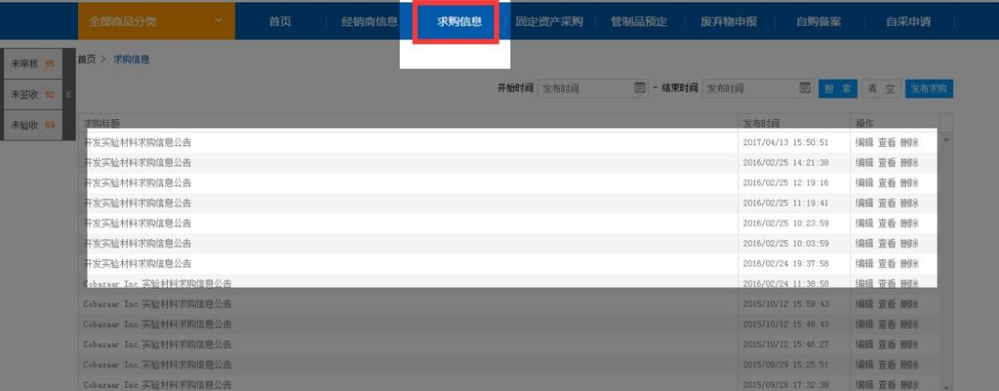 全部商品分类 首页 经销商信息 求购信息 固定资产采购 管制品预定 废弃物申报 自购备案 自采申请
未审核 65
未签收 62
未验收 69
首页 > 求购信息
开始时间 发布时间 - 结束时间 发布时间 搜 索 清 空 发布求购
求购标题 发布时间 操作
开发实验材料求购信息公告 2017/04/13 15:50:51 编辑 查看 删除
开发实验材料求购信息公告 2016/02/25 14:21:38 编辑 查看 删除
开发实验材料求购信息公告 2016/02/25 12:19:16 编辑 查看 删除
开发实验材料求购信息公告 2016/02/25 11:19:41 编辑 查看 删除
开发实验材料求购信息公告 2016/02/25 10:23:59 编辑 查看 删除
开发实验材料求购信息公告 2016/02/25 10:03:59 编辑 查看 删除
开发实验材料求购信息公告 2016/02/24 19:37:58 编辑 查看 删除
Cobazaar Inc.实验材料求购信息公告 2016/02/24 11:38:58 编辑 查看 删除
Cobazaar Inc.实验材料求购信息公告 2015/10/12 15:59:43 编辑 查看 删除
Cobazaar Inc.实验材料求购信息公告 2015/10/12 15:48:43 编辑 查看 删除
Cobazaar Inc.实验材料求购信息公告 2015/10/12 15:46:27 编辑 查看 删除
Cobazaar Inc.实验材料求购信息公告 2015/09/29 15:25:51 编辑 查看 删除
Cobazaar Inc.实验材料求购信息公告 2015/09/28 17:32:38 编辑 查看 删除